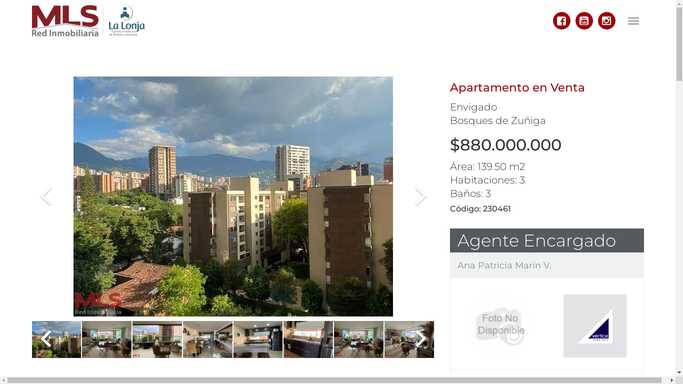 MLS
Red Inmobiliaria
La Lonja
Apartamento en Venta
Envigado
Bosques de Zuñiga
$880.000.000
Área: 139.50 m2
Habitaciones: 3
Baños: 3
Código: 230461
MLS
Red Inmobiliaria
Agente Encargado
Ana Patricia Marin V.
Foto No
Disponible
vértice